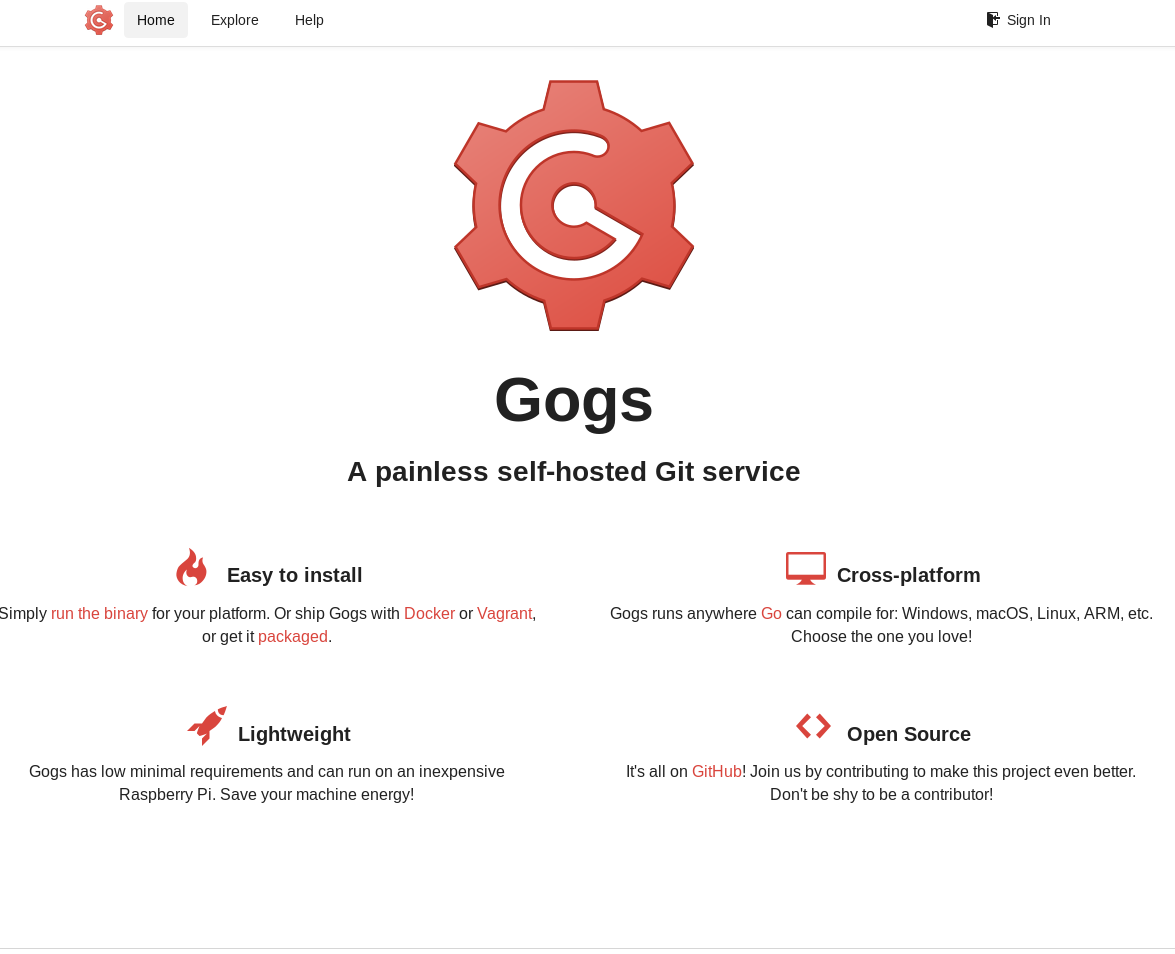 Home Explore Help Sign In
Gogs
A painless self-hosted Git service
Easy to install
Simply run the binary for your platform. Or ship Gogs with Docker or Vagrant,
or get it packaged.
Cross-platform
Gogs runs anywhere Go can compile for: Windows, macOS, Linux, ARM, etc.
Choose the one you love!
Lightweight
Gogs has low minimal requirements and can run on an inexpensive
Raspberry Pi. Save your machine energy!
Open Source
It's all on GitHub! Join us by contributing to make this project even better.
Don't be shy to be a contributor!